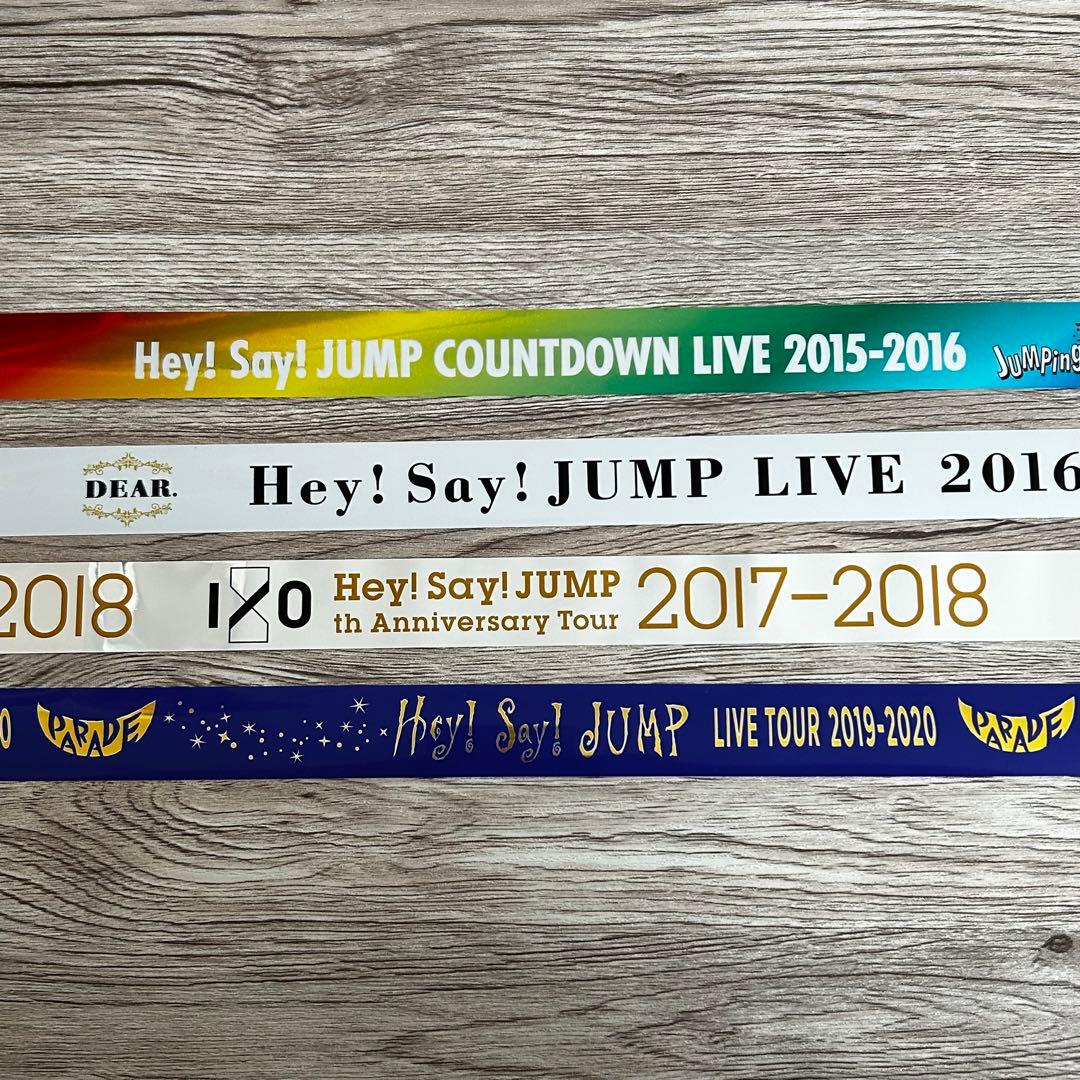 Hey! Say! JUMP COUNTDOWN LIVE 2015-2016 JUMPing
DEAR. Hey! Say! JUMP LIVE 2016
2018 I/O Hey! Say! JUMP 2017-2018
th Anniversary Tour
0 PARADE Hey! Say! JUMP LIVE TOUR 2019-2020 PARADE